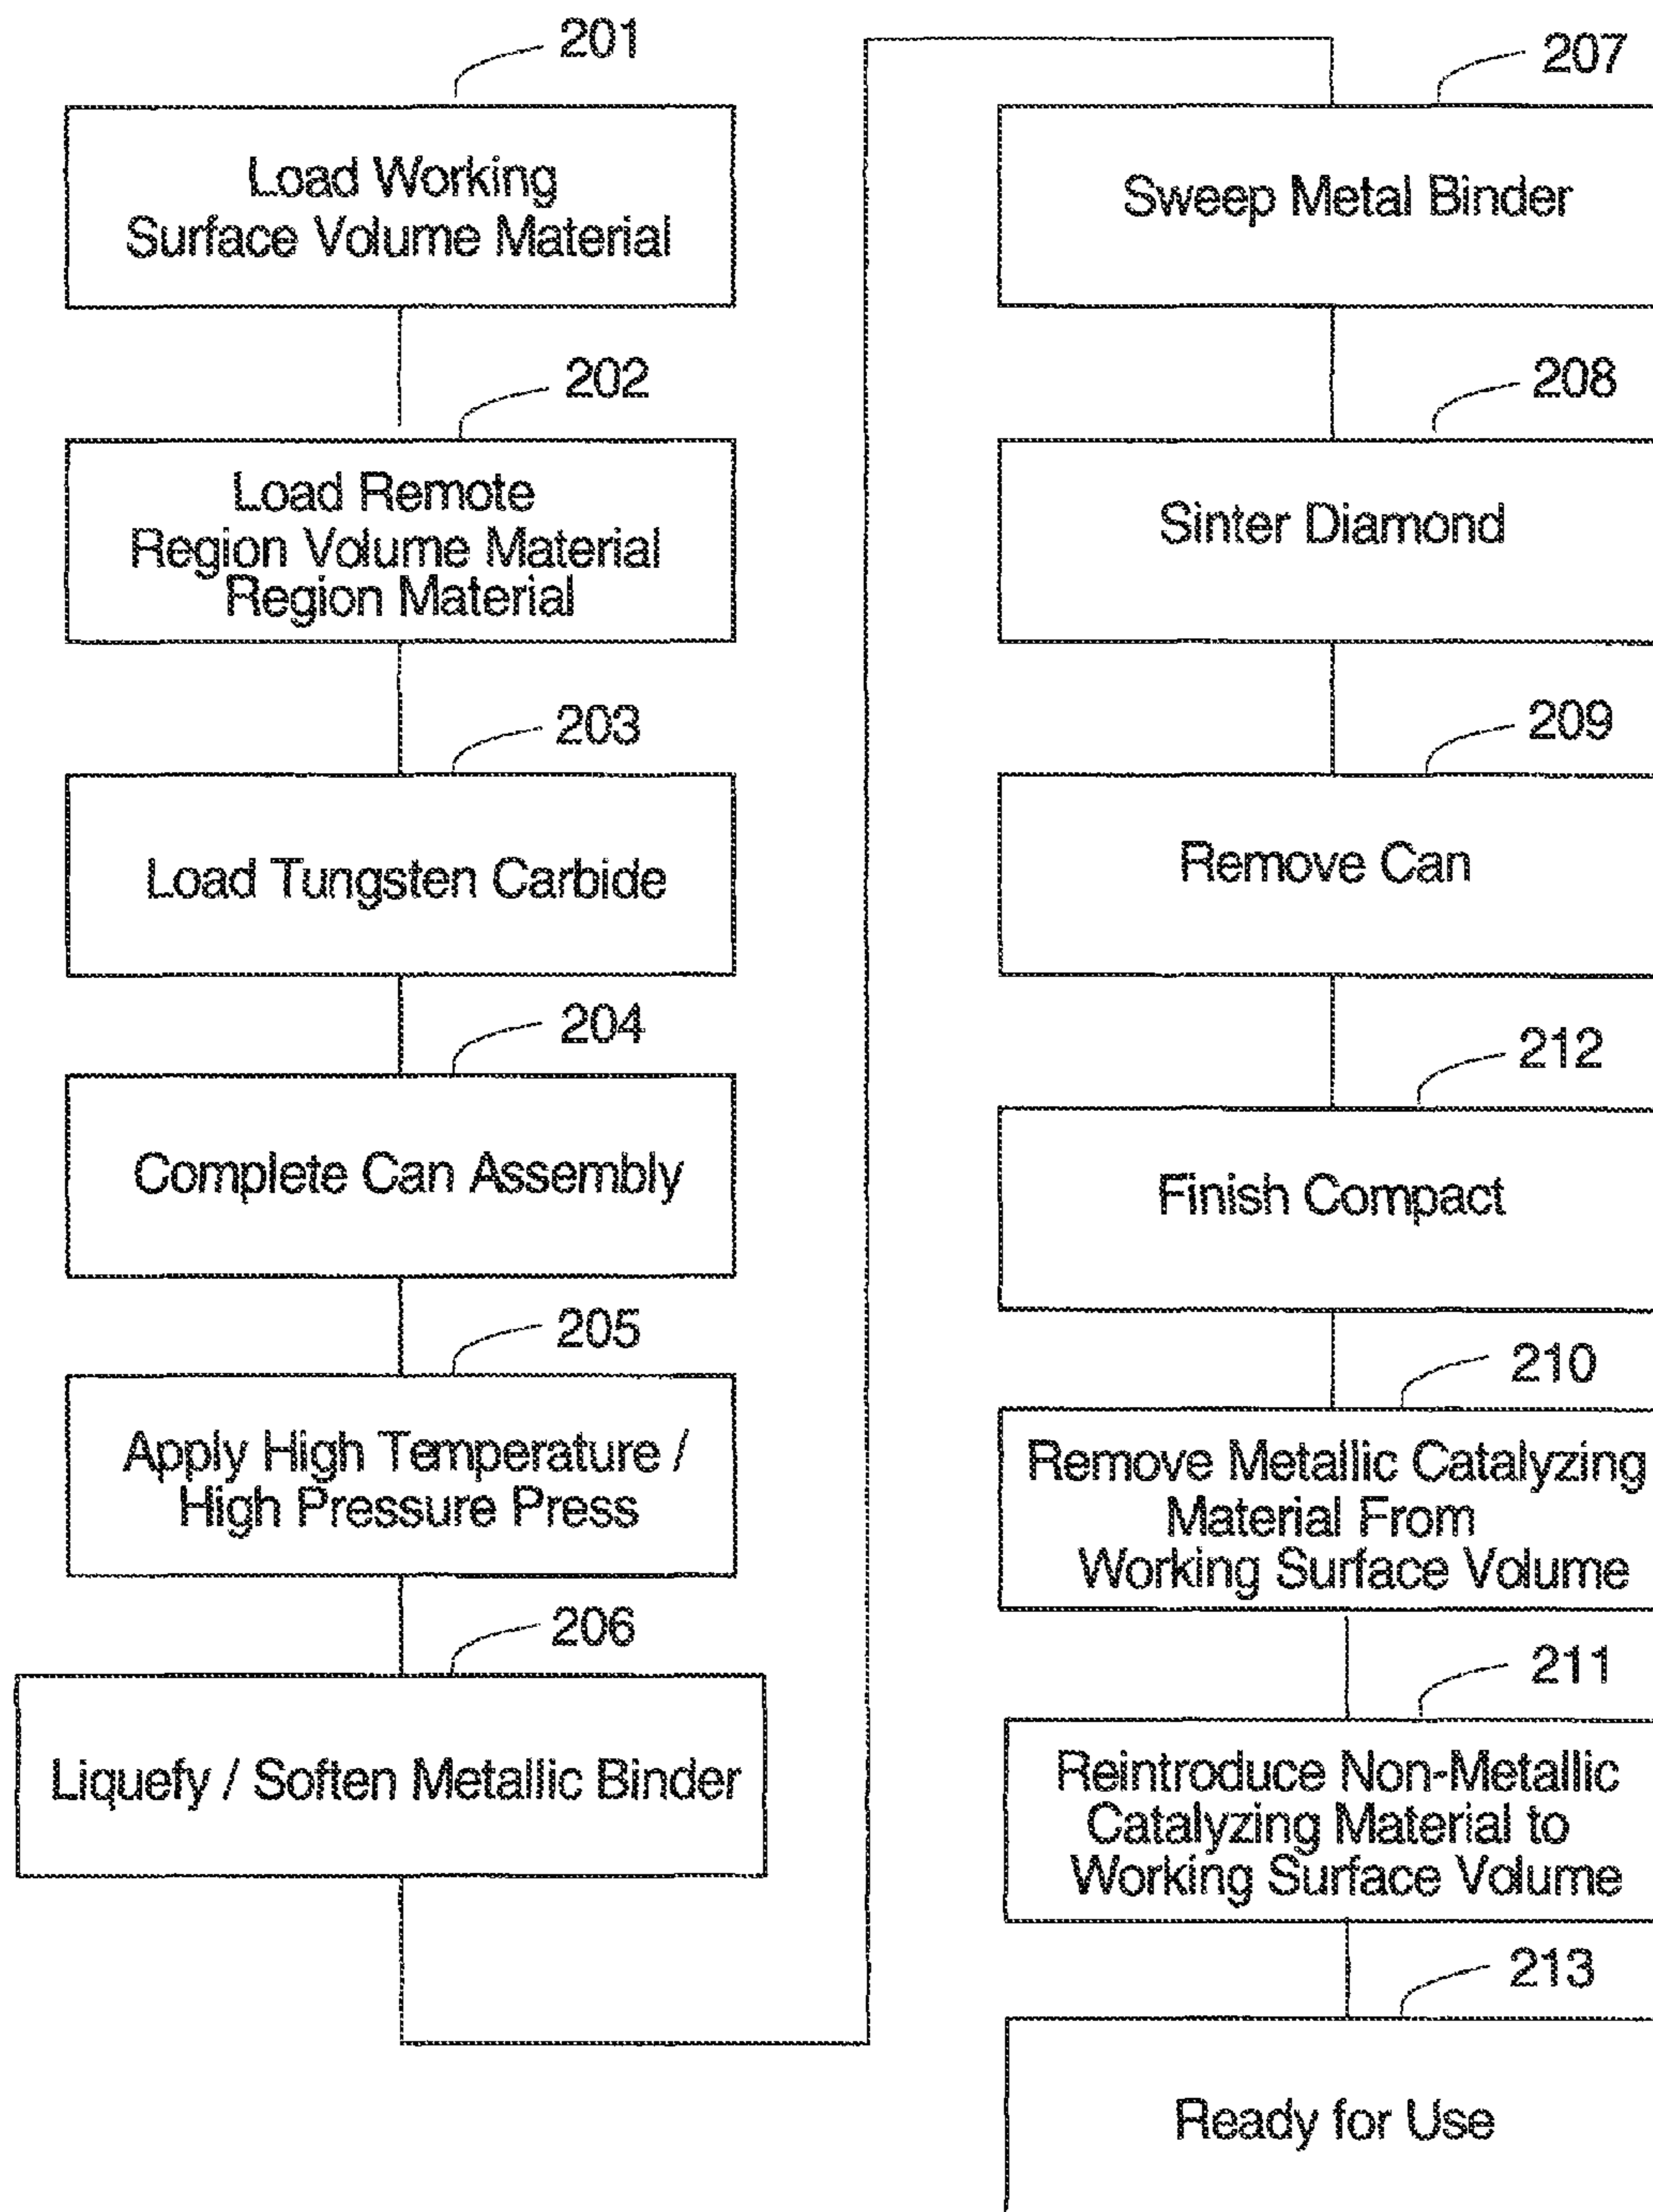 201
Load Working
Surface Volume Material
202
Load Remote
Region Volume Material
Region Material
203
Load Tungsten Carbide
204
Complete Can Assembly
205
Apply High Temperature /
High Pressure Press
206
Liquefy / Soften Metallic Binder
207
Sweep Metal Binder
208
Sinter Diamond
209
Remove Can
212
Finish Compact
210
Remove Metallic Catalyzing
Material From
Working Surface Volume
211
Reintroduce Non-Metallic
Catalyzing Material to
Working Surface Volume
213
Ready for Use